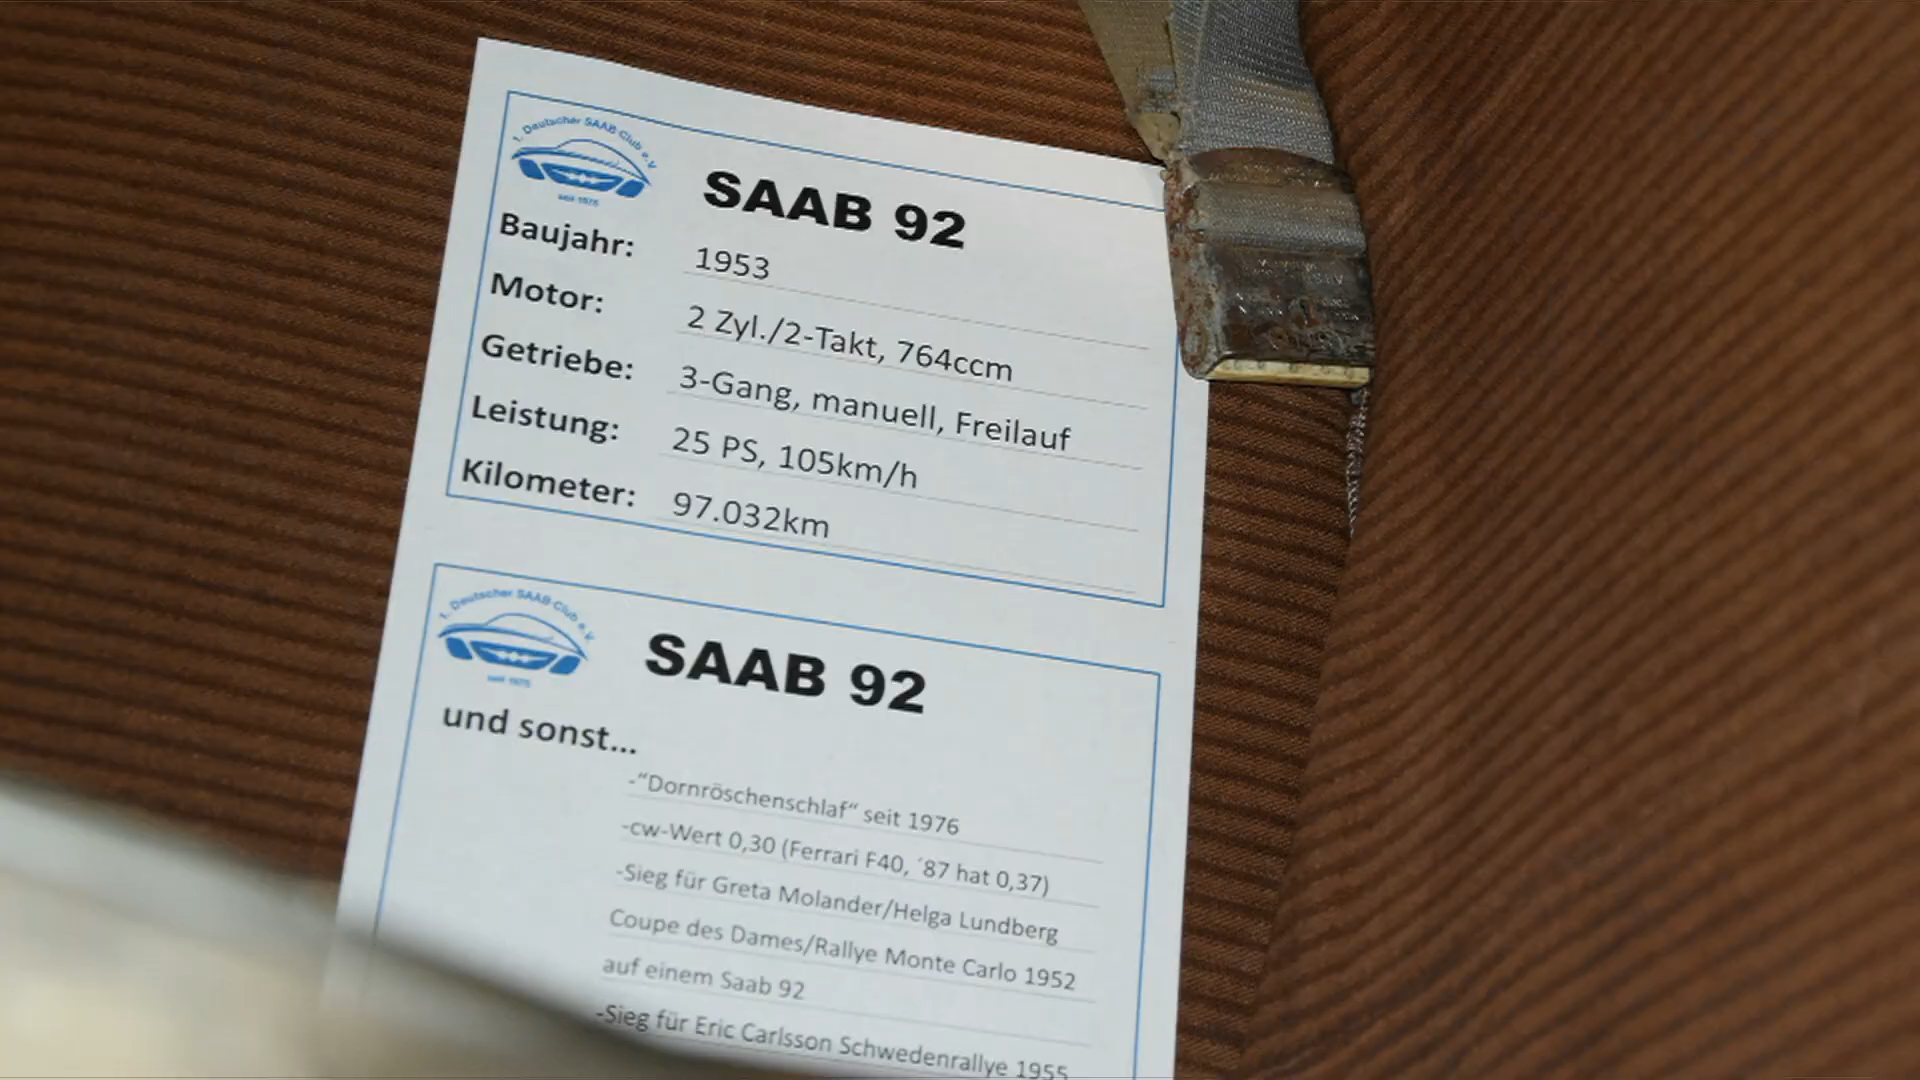 1. Deutscher SAAB Club e.V.
seit 1976
SAAB 92
Baujahr: 1953
Motor: 2 Zyl./2-Takt, 764ccm
Getriebe: 3-Gang, manuell, Freilauf
Leistung: 25 PS, 105km/h
Kilometer: 97.032km
1. Deutscher SAAB Club e.V.
seit 1976
SAAB 92
und sonst...
-"Dornröschenschlaf" seit 1976
-cw-Wert 0,30 (Ferrari F40, ´87 hat 0,37)
-Sieg für Greta Molander/Helga Lundberg
Coupe des Dames/Rallye Monte Carlo 1952
auf einem Saab 92
-Sieg für Eric Carlsson Schwedenrallye 1955